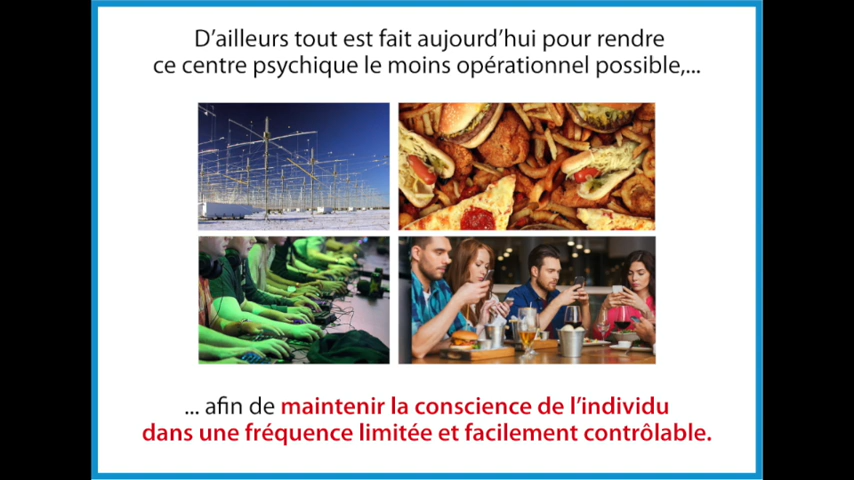 D’ailleurs tout est fait aujourd’hui pour rendre
ce centre psychique le moins opérationnel possible,...
... afin de maintenir la conscience de l’individu
dans une fréquence limitée et facilement contrôlable.